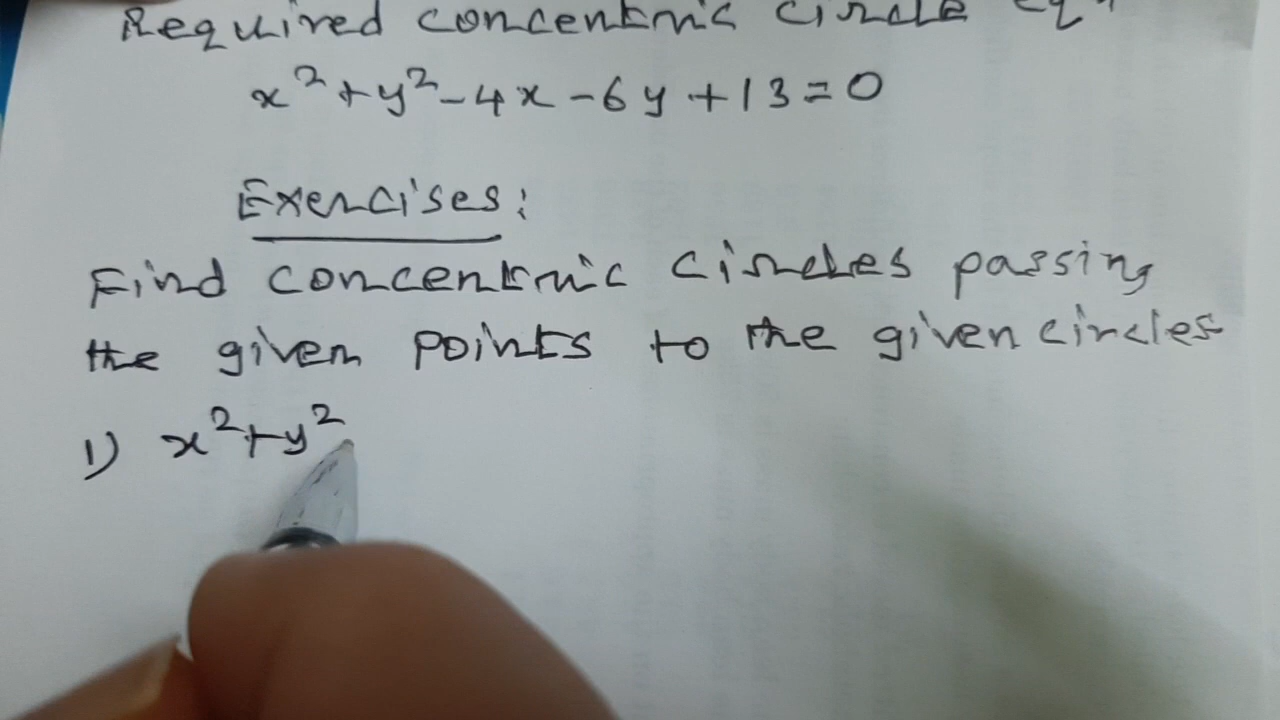 Required concentric circle eq
x²+y²-4x-6y+13=0
Exercises:
Find concentric circles passing
the given points to the given circles
1) x²+y²